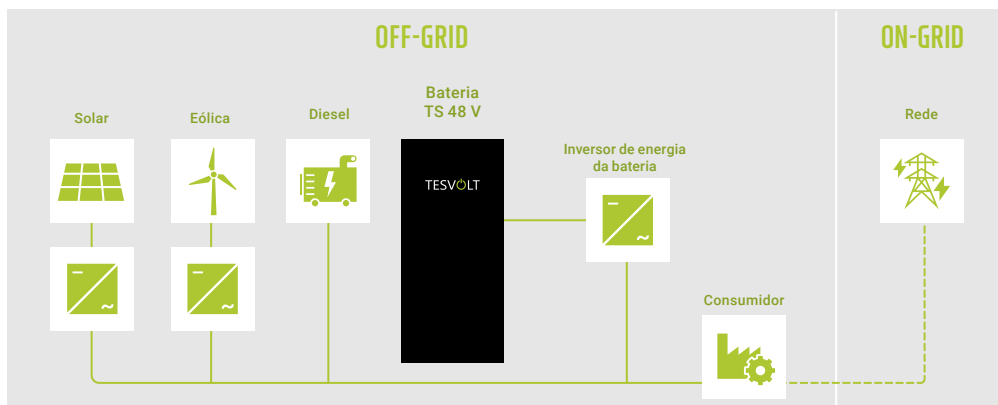 OFF-GRID
ON-GRID
Solar
Eólica
Diesel
Bateria
TS 48 V
Inversor de energia
da bateria
Rede
TESVOLT
Consumidor